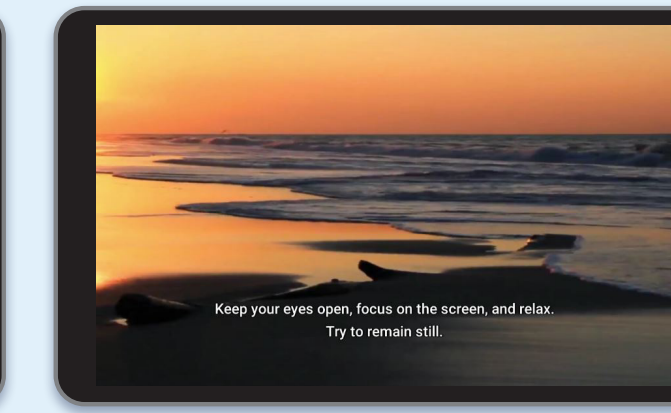 Keep your eyes open, focus on the screen, and relax.
Try to remain still.